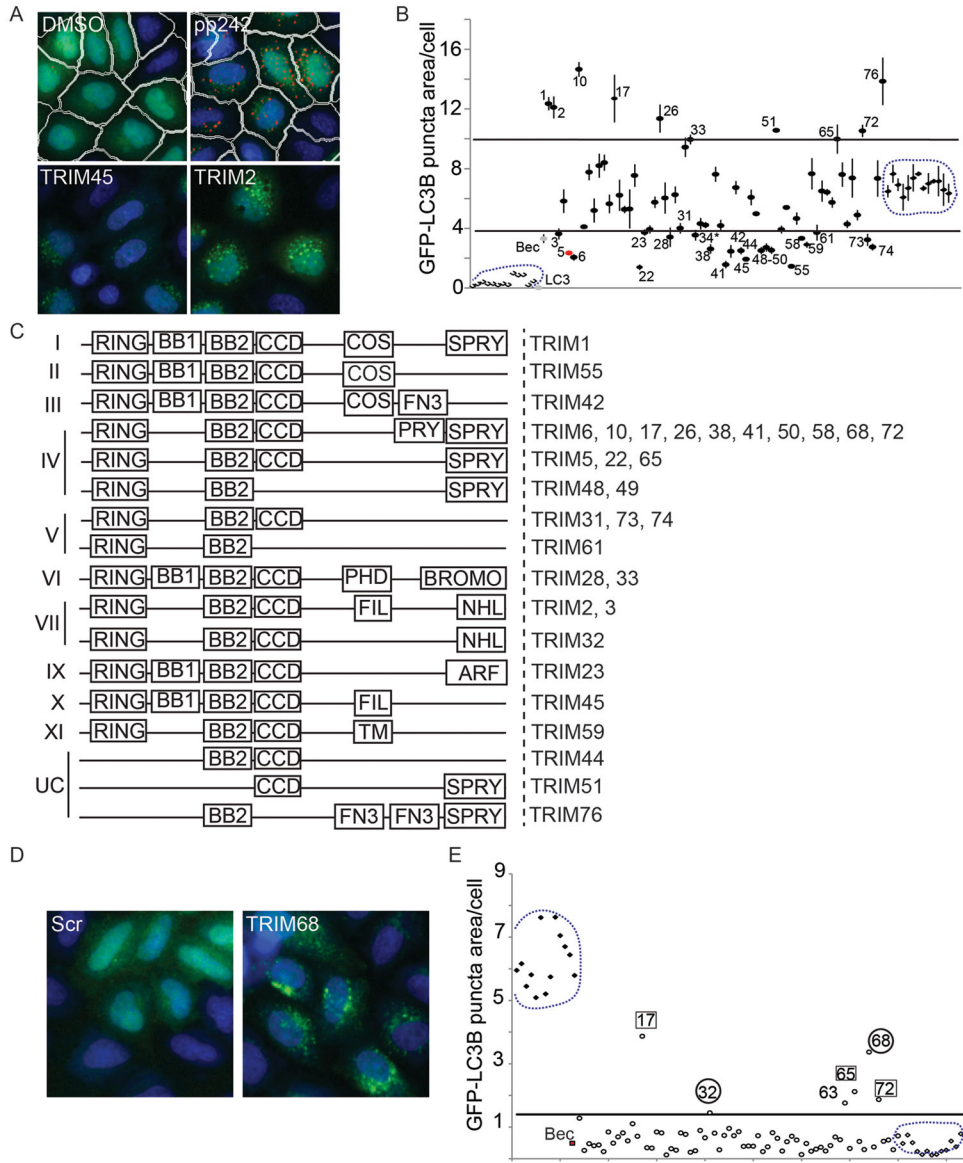 A
DMSO
pp242
TRIM45
TRIM2
B
GFP-LC3B puncta area/cell
16
12
8
4
0
1
2
10
17
26
33
51
65
72
76
Bec
3
5
6
23
22
28
31
34*
38
41
42
44
45
48-50
58
59
55
61
73
74
LC3
C
I RING BB1 BB2 CCD COS SPRY TRIM1
II RING BB1 BB2 CCD COS TRIM55
III RING BB1 BB2 CCD COS FN3 TRIM42
IV RING BB2 CCD PRY SPRY TRIM6, 10, 17, 26, 38, 41, 50, 58, 68, 72
RING BB2 CCD SPRY TRIM5, 22, 65
RING BB2 SPRY TRIM48, 49
V RING BB2 CCD TRIM31, 73, 74
RING BB2 TRIM61
VI RING BB1 BB2 CCD PHD BROMO TRIM28, 33
VII RING BB2 CCD FIL NHL TRIM2, 3
RING BB2 CCD NHL TRIM32
IX RING BB1 BB2 CCD ARF TRIM23
X RING BB1 BB2 CCD FIL TRIM45
XI RING BB2 CCD TM TRIM59
UC BB2 CCD TRIM44
CCD SPRY TRIM51
BB2 FN3 FN3 SPRY TRIM76
D
Scr
TRIM68
E
GFP-LC3B puncta area/cell
9
7
5
3
1
17
32
63
65
68
72
Bec